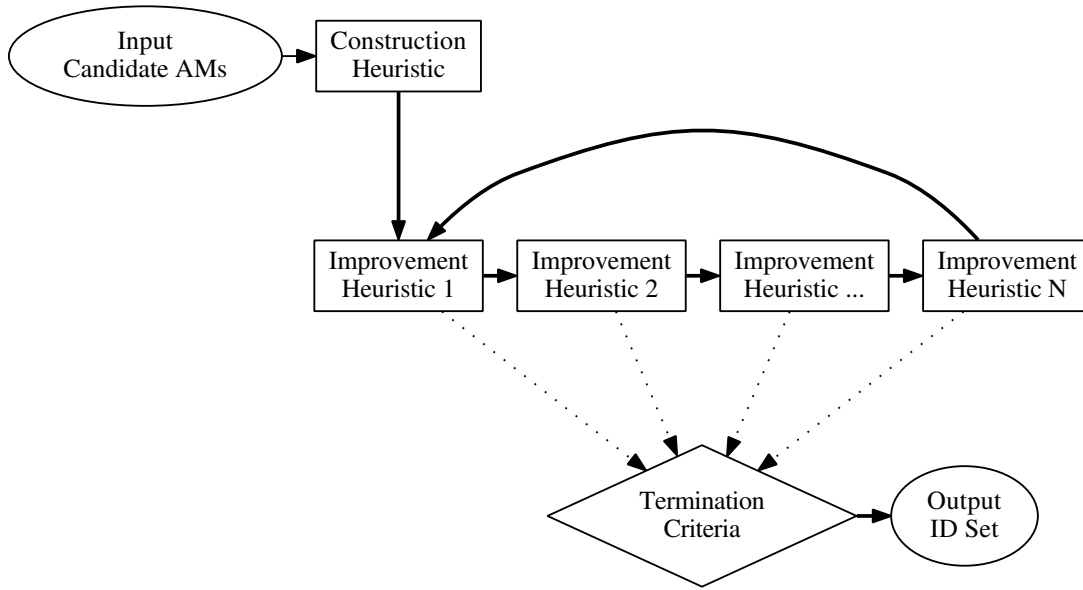 Input
Candidate AMs
Construction
Heuristic
Improvement
Heuristic 1
Improvement
Heuristic 2
Improvement
Heuristic ...
Improvement
Heuristic N
Termination
Criteria
Output
ID Set